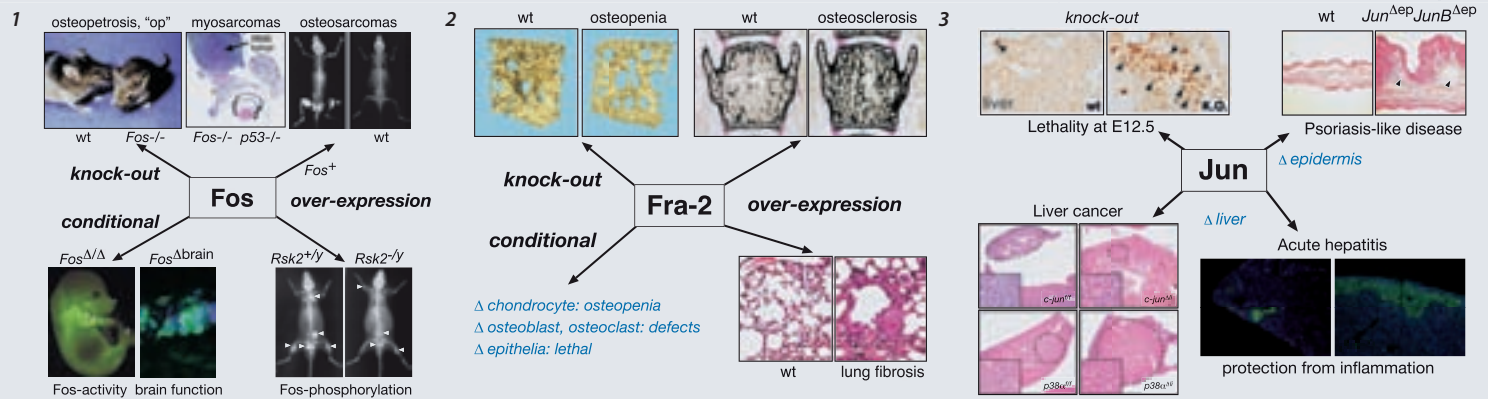 1
osteopetrosis, “op”
myosarcomas
osteosarcomas
wt
Fos-/-
Fos-/- p53-/-
wt
knock-out
Fos+
Fos
over-expression
conditional
FosΔ/Δ
FosΔbrain
Rsk2+/y
Rsk2-/y
Fos-activity
brain function
Fos-phosphorylation
2
wt
osteopenia
wt
osteosclerosis
knock-out
Fra-2
over-expression
conditional
Δ chondrocyte: osteopenia
Δ osteoblast, osteoclast: defects
Δ epithelia: lethal
wt
lung fibrosis
3
knock-out
liver
wt
K.O.
Lethality at E12.5
wt
JunΔep JunBΔep
Psoriasis-like disease
Jun
Δ epidermis
Δ liver
Liver cancer
c-junf/f
c-junΔli
p38αf/f
p38αΔli
Acute hepatitis
protection from inflammation